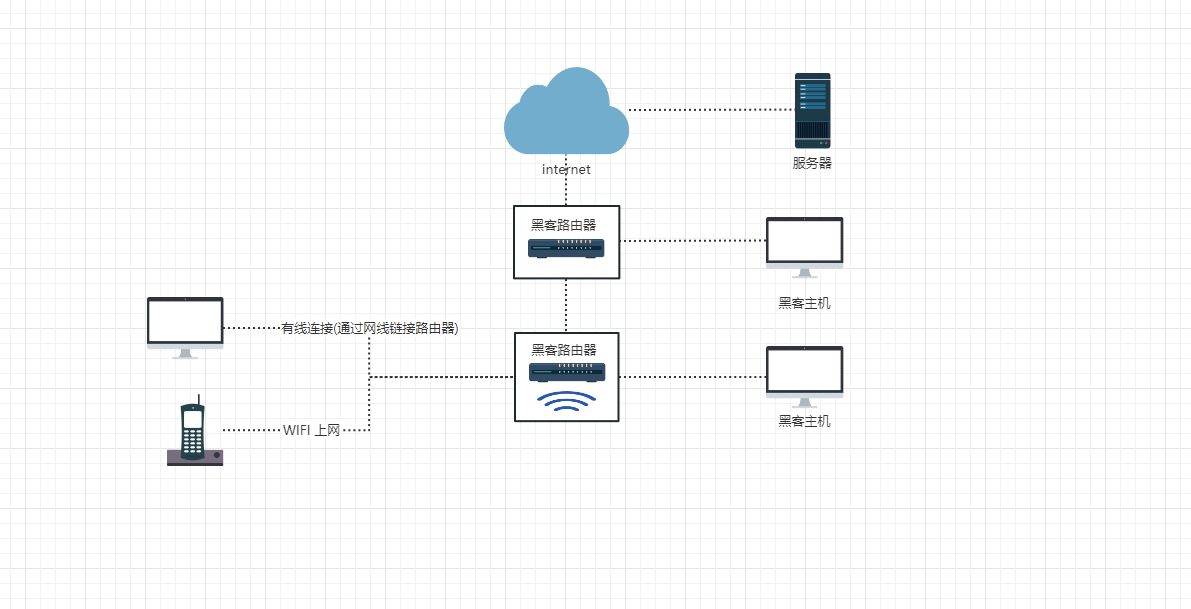 internet
服务器
黑客路由器
黑客主机
有线连接(通过网线链接路由器)
黑客路由器
黑客主机
WIFI 上网